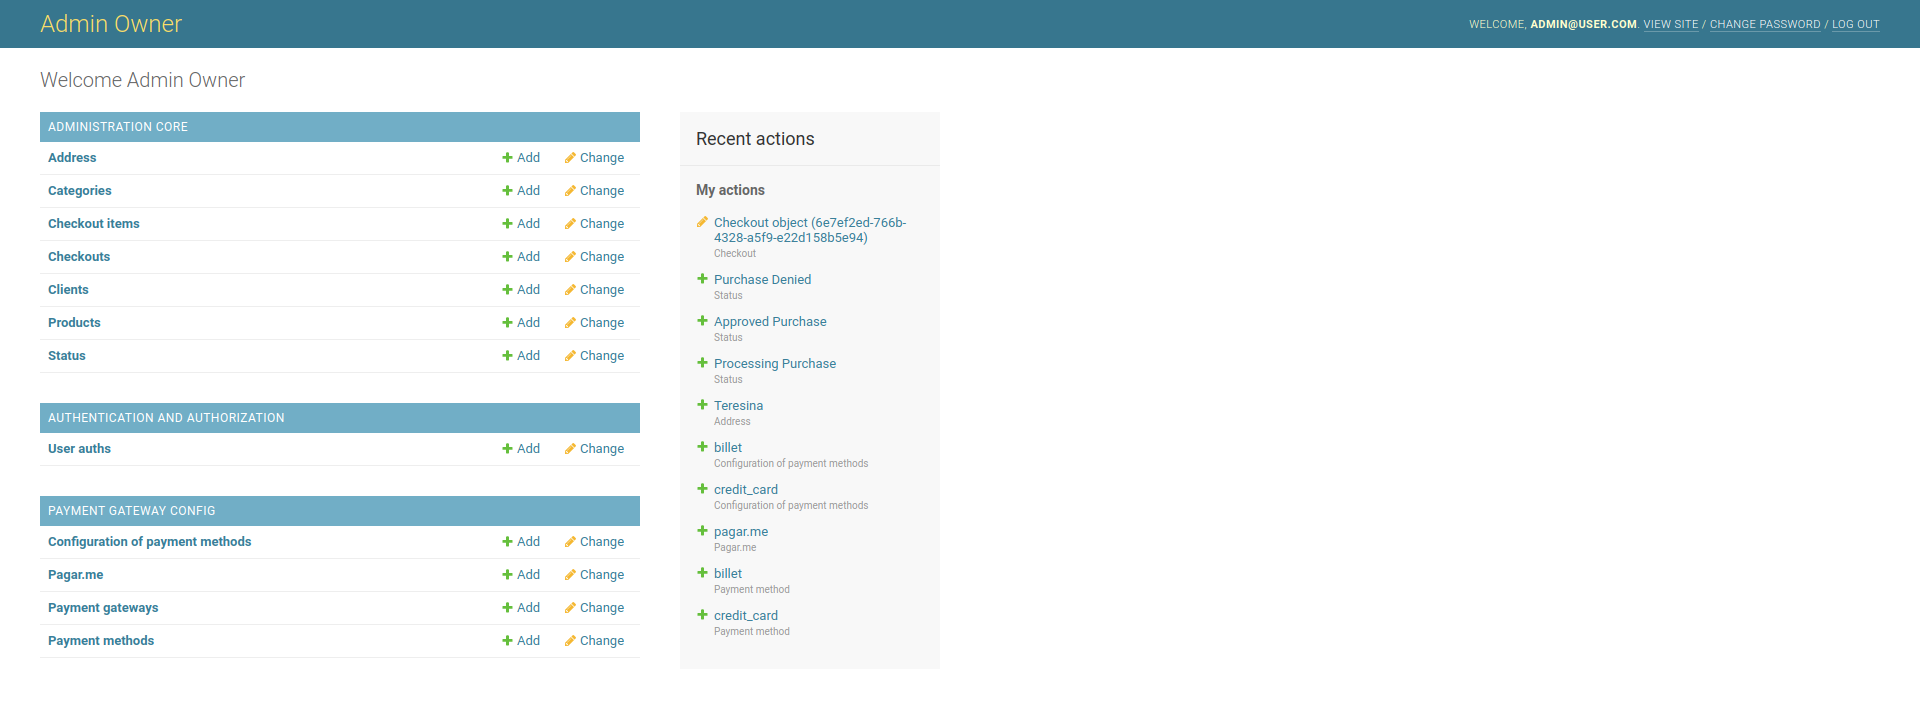 Admin Owner
WELCOME, ADMIN@USER.COM. VIEW SITE / CHANGE PASSWORD / LOG OUT
Welcome Admin Owner
ADMINISTRATION CORE
Address Add Change
Categories Add Change
Checkout items Add Change
Checkouts Add Change
Clients Add Change
Products Add Change
Status Add Change
AUTHENTICATION AND AUTHORIZATION
User auths Add Change
PAYMENT GATEWAY CONFIG
Configuration of payment methods Add Change
Pagar.me Add Change
Payment gateways Add Change
Payment methods Add Change
Recent actions
My actions
Checkout object (6e7ef2ed-766b-
4328-a5f9-e22d158b5e94)
Checkout
Purchase Denied
Status
Approved Purchase
Status
Processing Purchase
Status
Teresina
Address
billet
Configuration of payment methods
credit_card
Configuration of payment methods
pagar.me
Pagar.me
billet
Payment method
credit_card
Payment method